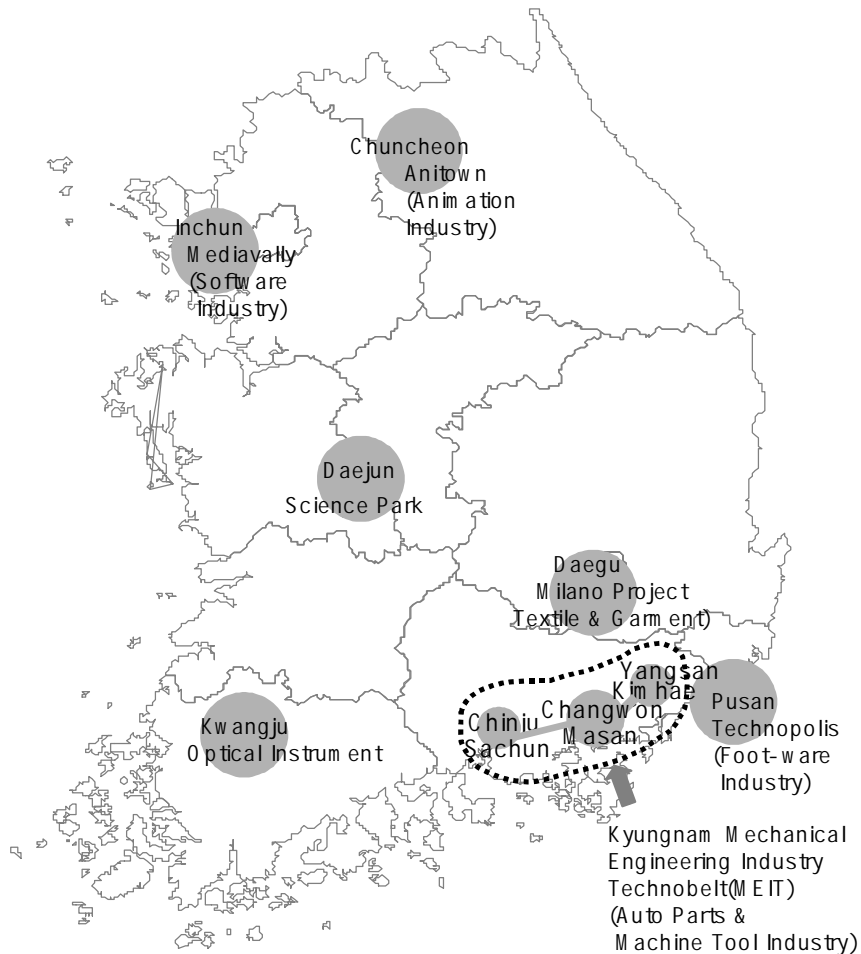 Chuncheon
Anitown
(Animation
Industry)
Inchun
Mediavally
(Software
Industry)
Daejun
Science Park
Daegu
Milano Project
Textile & Garment)
Yangsan
Kimhae
Changwon
Masan
Chinju
Sachun
Pusan
Technopolis
(Foot-ware
Industry)
Kwangju
Optical Instrument
Kyungnam Mechanical
Engineering Industry
Technobelt(MEIT)
(Auto Parts &
Machine Tool Industry)